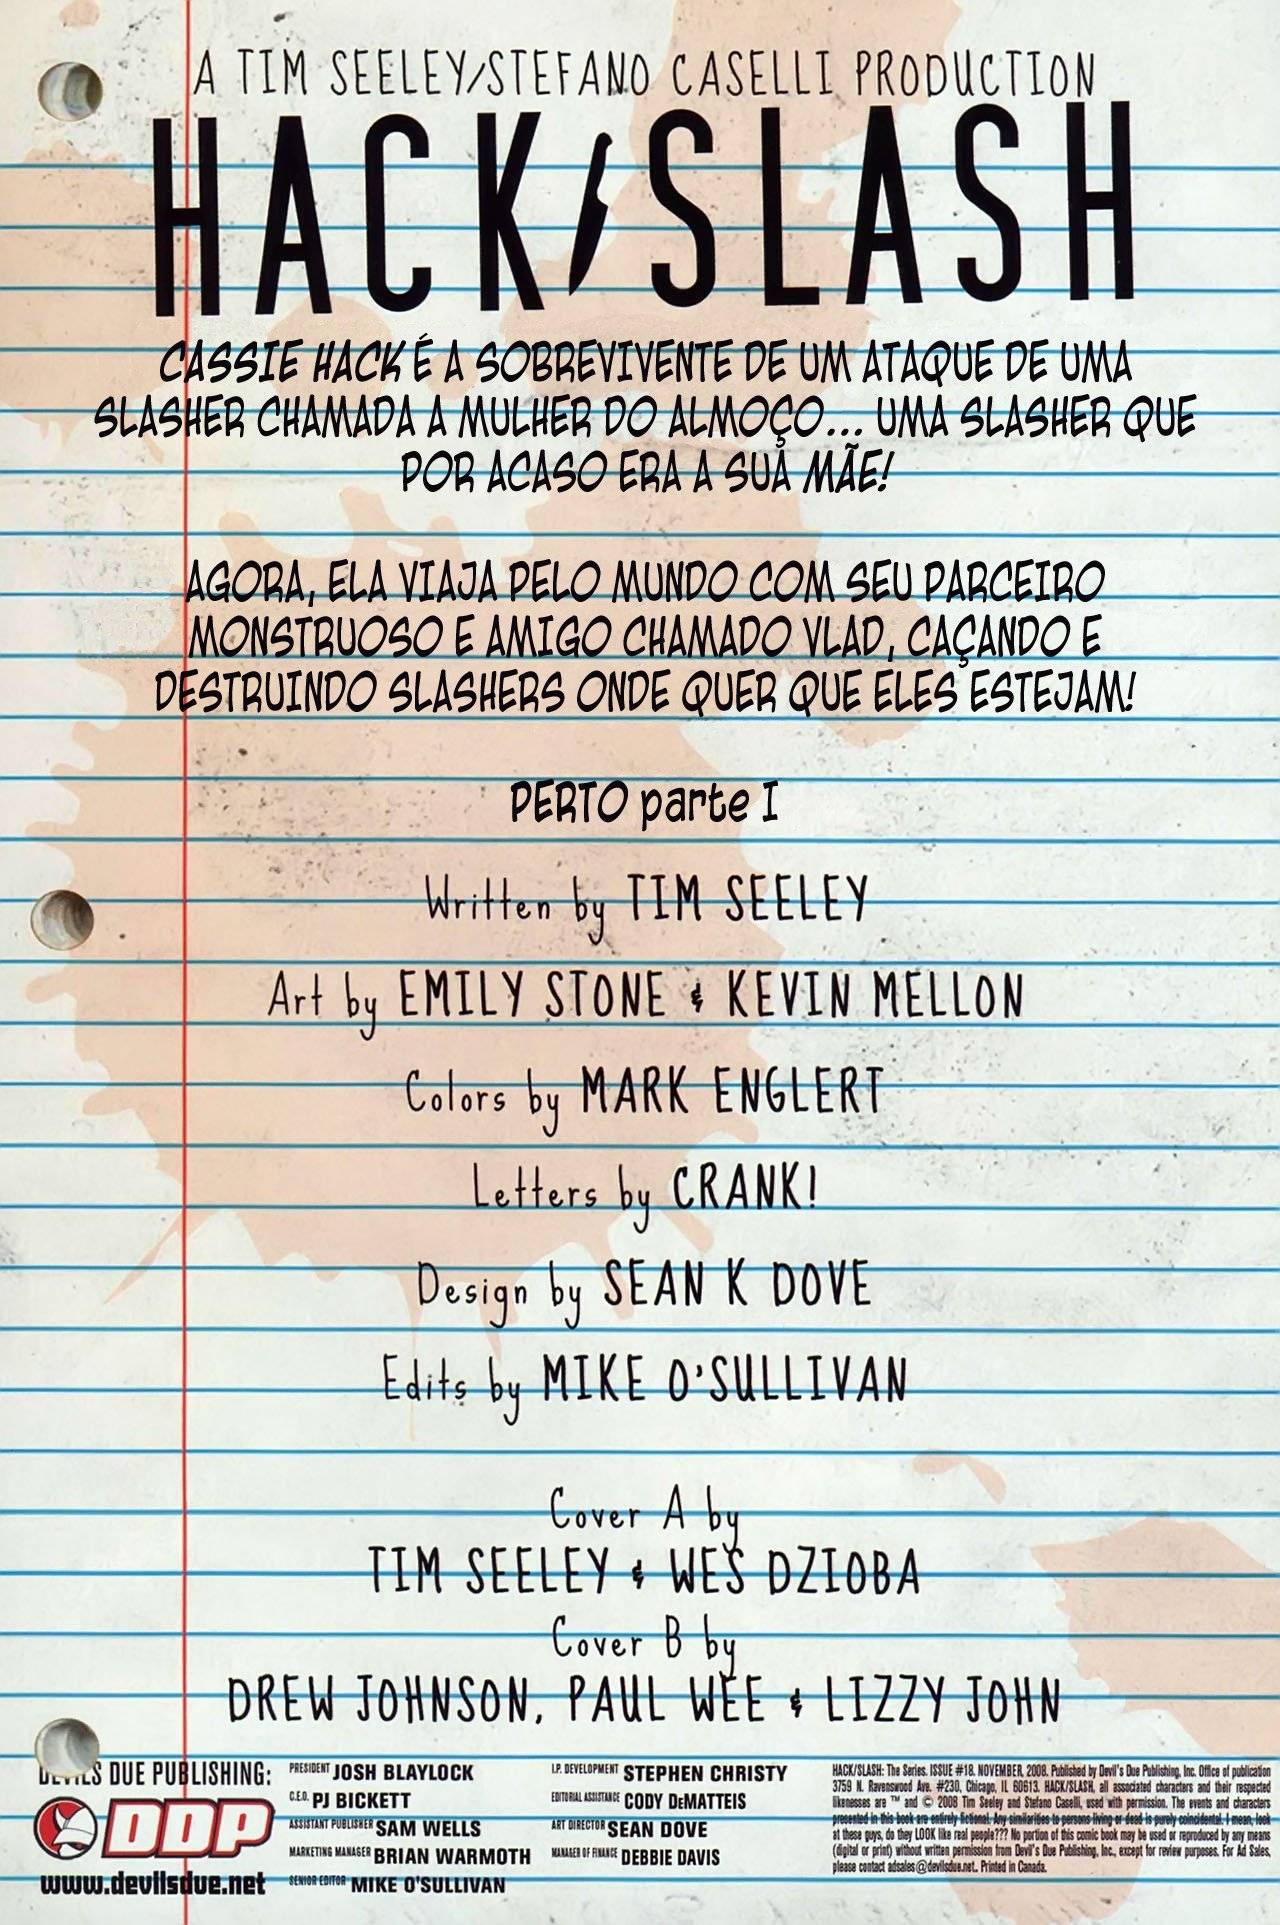 A TIM SEELEY/STEFANO CASELLI PRODUCTION
HACK/SLASH
CASSIE HACK É A SOBREVIVENTE DE UM ATAQUE DE UMA
SLASHER CHAMADA A MULHER DO ALMOÇO... UMA SLASHER QUE
POR ACASO ERA A SUA MÃE!
AGORA, ELA VIAJA PELO MUNDO COM SEU PARCEIRO
MONSTRUOSO E AMIGO CHAMADO VLAD, CAÇANDO E
DESTRUINDO SLASHERS ONDE QUER QUE ELES ESTEJAM!
PERTO parte I
Written by TIM SEELEY
Art by EMILY STONE & KEVIN MELLON
Colors by MARK ENGLERT
Letters by CRANK!
Design by SEAN K DOVE
Edits by MIKE O'SULLIVAN
Cover A by
TIM SEELEY & WES DZIOBA
Cover B by
DREW JOHNSON, PAUL WEE & LIZZY JOHN
DEVILS DUE PUBLISHING:
DDP
www.devilsdue.net
PRESIDENT JOSH BLAYLOCK
C.E.O. PJ BICKETT
ASSISTANT PUBLISHER SAM WELLS
MARKETING MANAGER BRIAN WARMOTH
SENIOR EDITOR MIKE O'SULLIVAN
I.P. DEVELOPMENT STEPHEN CHRISTY
EDITORIAL ASSISTANCE CODY DeMATTEIS
ART DIRECTOR SEAN DOVE
MANAGER OF FINANCE DEBBIE DAVIS
HACK/SLASH: The Series. ISSUE #18. NOVEMBER, 2008. Published by Devil's Due Publishing, Inc. Office of publication
3759 N. Ravenswood Ave. #230, Chicago, IL 60613. HACK/SLASH, all associated characters and their respected
likenesses are ™ and © 2008 Tim Seeley and Stefano Caselli, used with permission. The events and characters
presented in this book are entirely fictional. Any similarities to persons living or dead is purely coincidental. I mean, look
at these guys, do they LOOK like real people??? No portion of this comic book may be used or reproduced by any means
(digital or print) without written permission from Devil's Due Publishing, Inc., except for review purposes. For Ad Sales,
please contact adsales@devilsdue.net. Printed in Canada.